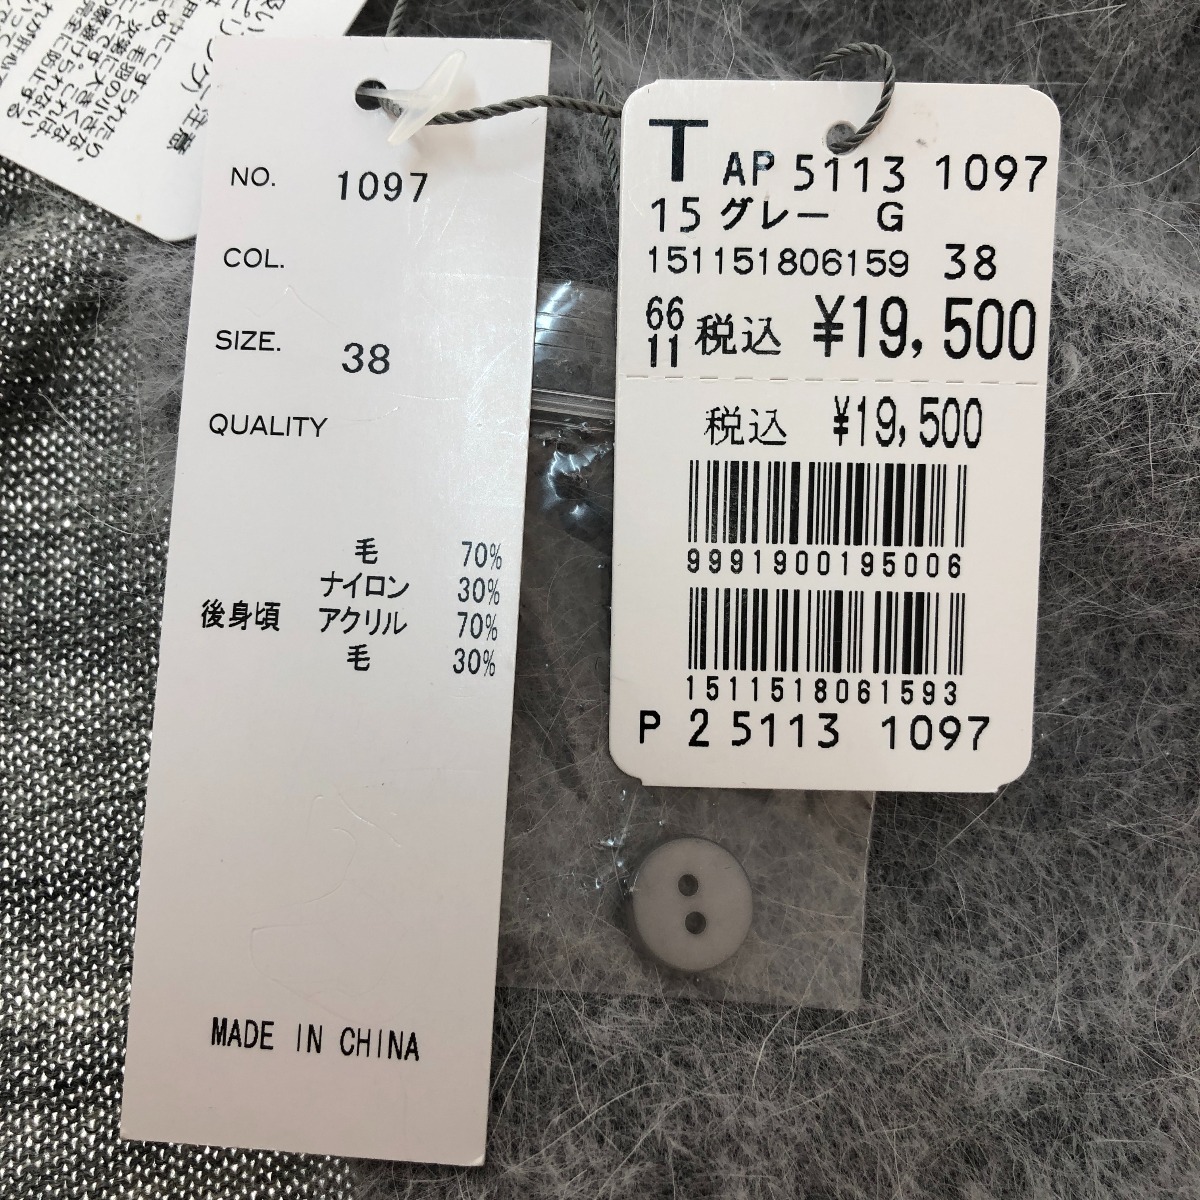 NO. 1097
COL.
SIZE. 38
QUALITY
毛 70%
ナイロン 30%
後身頃 アクリル 70%
毛 30%
MADE IN CHINA
T AP 5113 1097
15 グレー G
151151806159 38
66
11 税込 ¥19,500
税込 ¥19,500
9991900195006
1511518061593
P 2 5113 1097